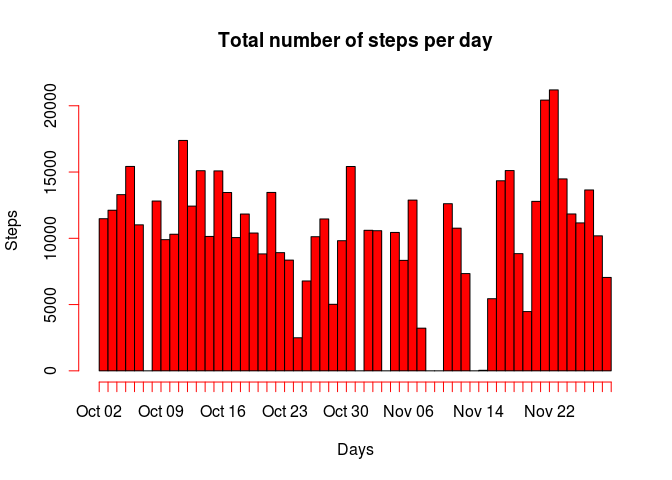 Total number of steps per day
Steps
20000
15000
10000
5000
0
Oct 02 Oct 09 Oct 16 Oct 23 Oct 30 Nov 06 Nov 14 Nov 22
Days